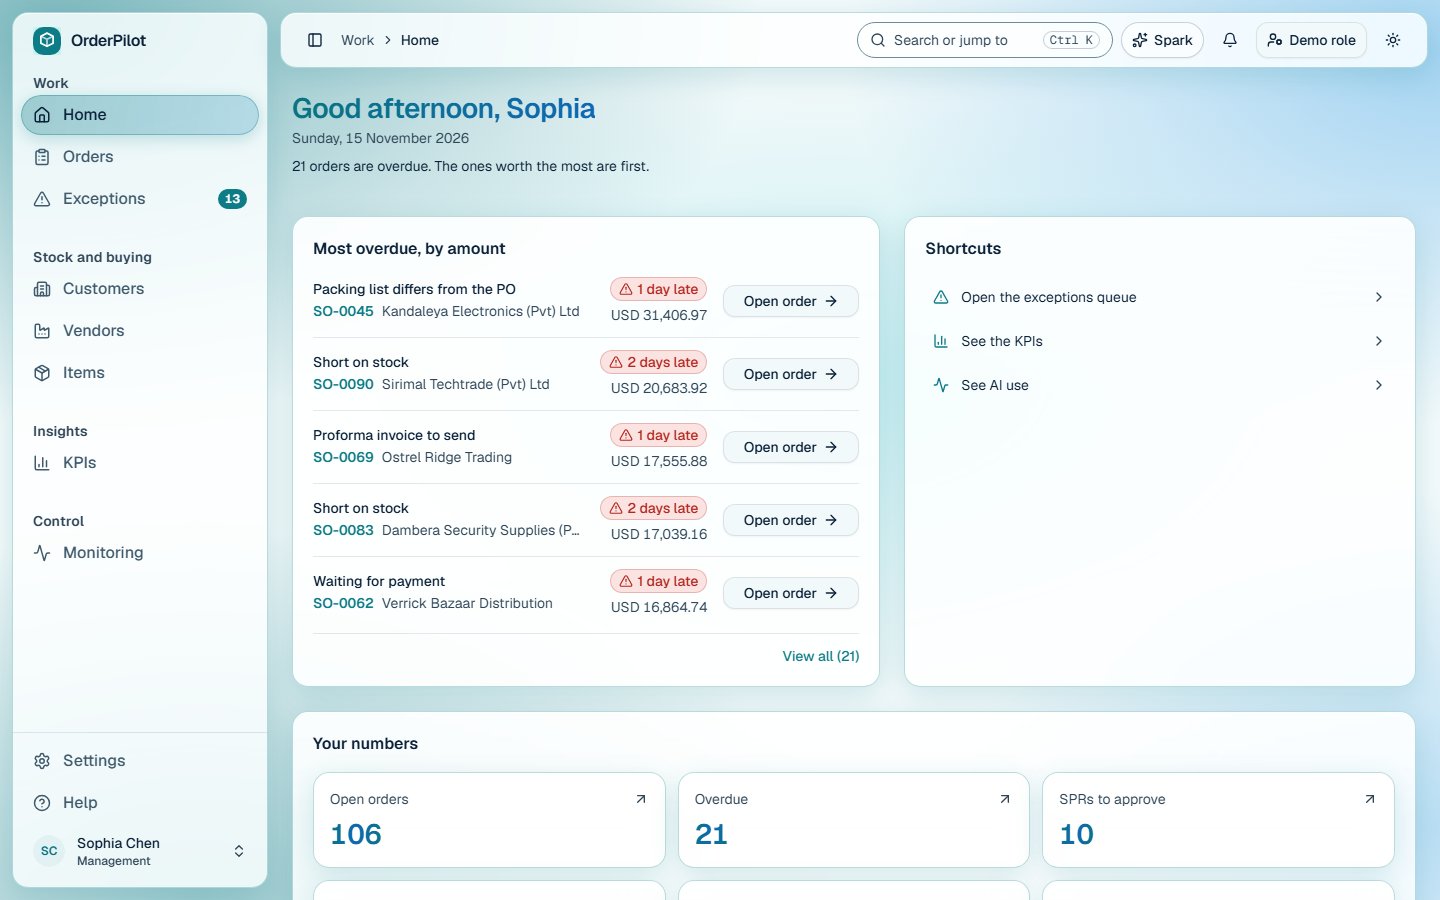 OrderPilot
Work
Home
Orders
Exceptions 13
Stock and buying
Customers
Vendors
Items
Insights
KPIs
Control
Monitoring
Settings
Help
SC
Sophia Chen
Management
Work > Home
Search or jump to Ctrl K
Spark
Demo role
Good afternoon, Sophia
Sunday, 15 November 2026
21 orders are overdue. The ones worth the most are first.
Most overdue, by amount
Packing list differs from the PO
SO-0045 Kandaleya Electronics (Pvt) Ltd
1 day late
USD 31,406.97
Open order →
Short on stock
SO-0090 Sirimal Techtrade (Pvt) Ltd
2 days late
USD 20,683.92
Open order →
Proforma invoice to send
SO-0069 Ostrel Ridge Trading
1 day late
USD 17,555.88
Open order →
Short on stock
SO-0083 Dambera Security Supplies (P...
2 days late
USD 17,039.16
Open order →
Waiting for payment
SO-0062 Verrick Bazaar Distribution
1 day late
USD 16,864.74
Open order →
View all (21)
Shortcuts
Open the exceptions queue
See the KPIs
See AI use
Your numbers
Open orders
106
Overdue
21
SPRs to approve
10